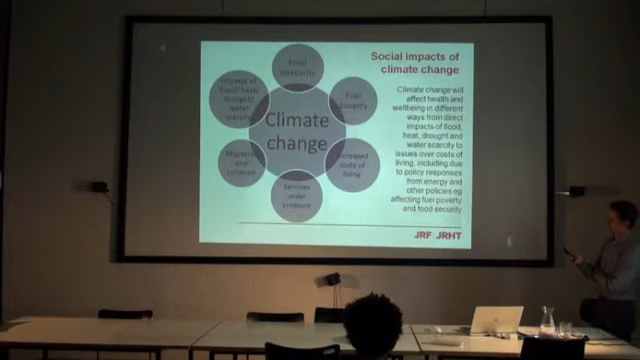 Social impacts of
climate change
Food
insecurity
Fuel
poverty
Increased
costs of
living
Services
under
pressure
Migration
and
cohesion
Impacts of
flood/ heat/
drought/
water
scarcity
Climate
change
Climate change will
affect health and
wellbeing in different
ways from direct
impacts of flood,
heat, drought and
water scarcity to
issues over costs of
living, including due
to policy responses
from energy and
other policies eg
affecting fuel poverty
and food security
JRF JRHT